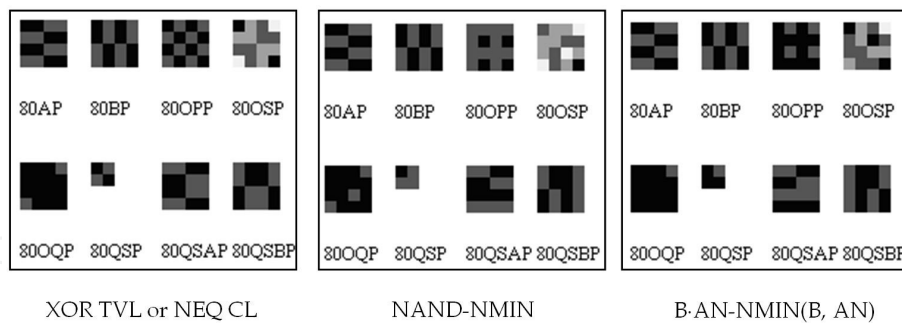 80AP 80BP 80OPP 80OSP
80OQP 80QSP 80QSAP 80QSBP
XOR TVL or NEQ CL
80AP 80BP 80OPP 80OSP
80OQP 80QSP 80QSAP 80QSBP
NAND-NMIN
80AP 80BP 80OPP 80OSP
80OQP 80QSP 80QSAP 80QSBP
B·AN-NMIN(B, AN)